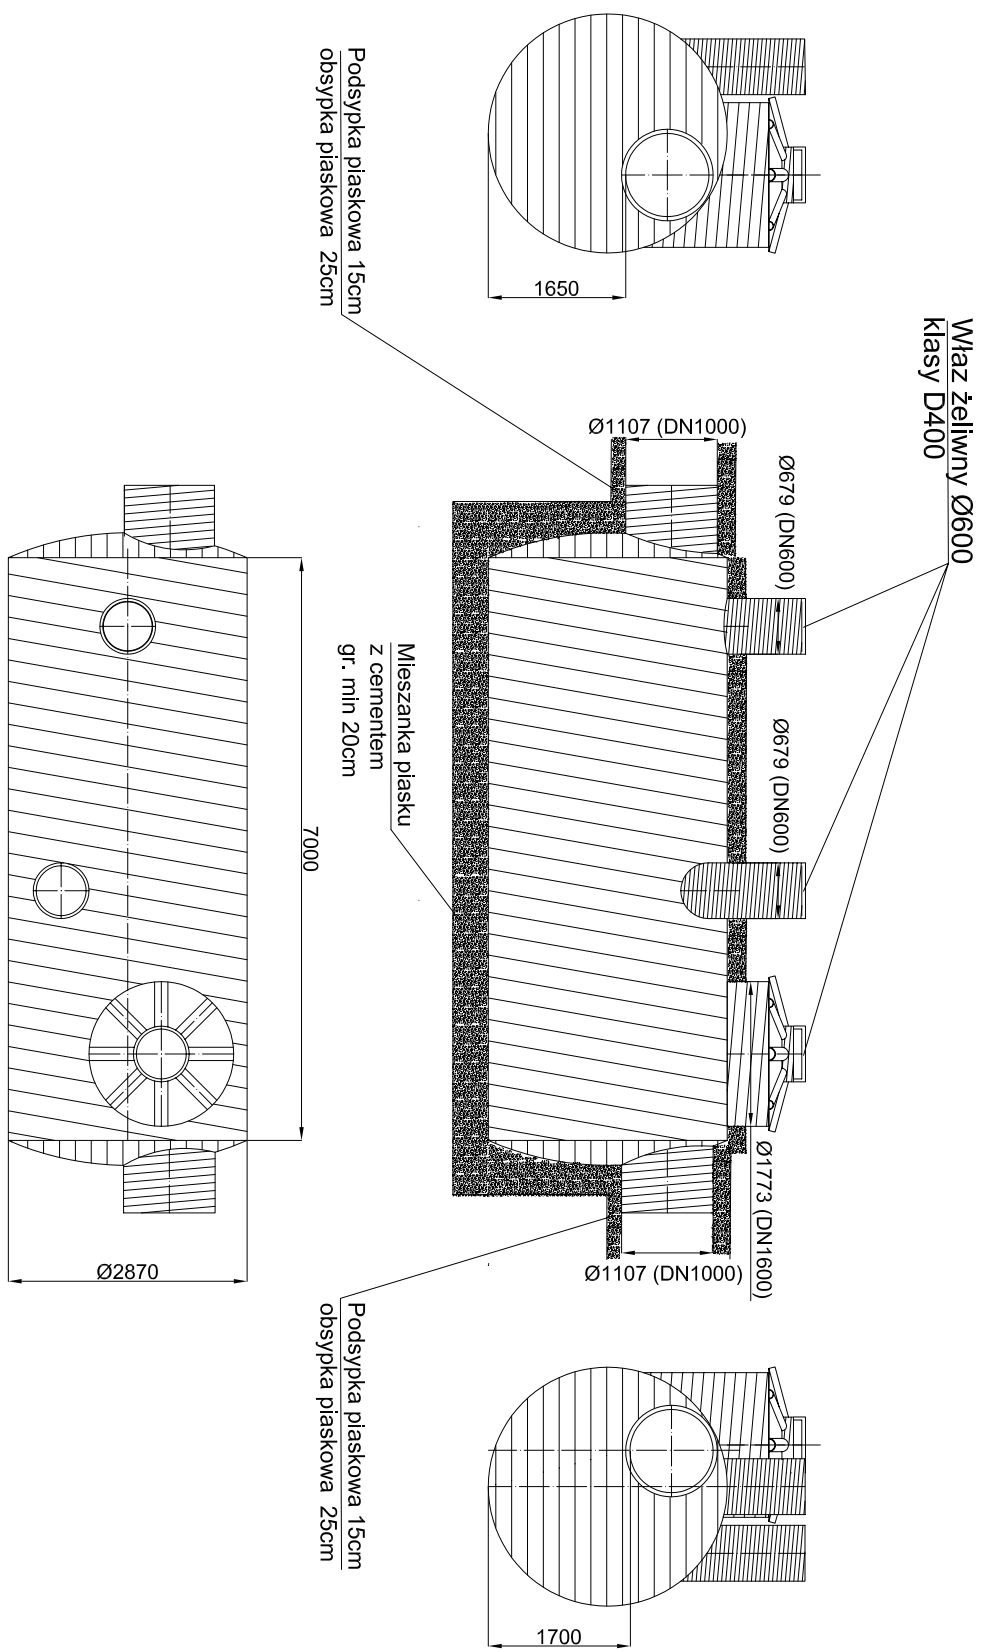 Właz żeliwny Ø600
klasy D400
Podsypka piaskowa 15cm
obsypka piaskowa 25cm
1650
Ø1107 (DN1000)
Ø679 (DN600)
Ø679 (DN600)
Ø1773 (DN1600)
Ø1107 (DN1000)
Mieszanka piasku
z cementem
gr. min 20cm
7000
Ø2870
Podsypka piaskowa 15cm
obsypka piaskowa 25cm
1700